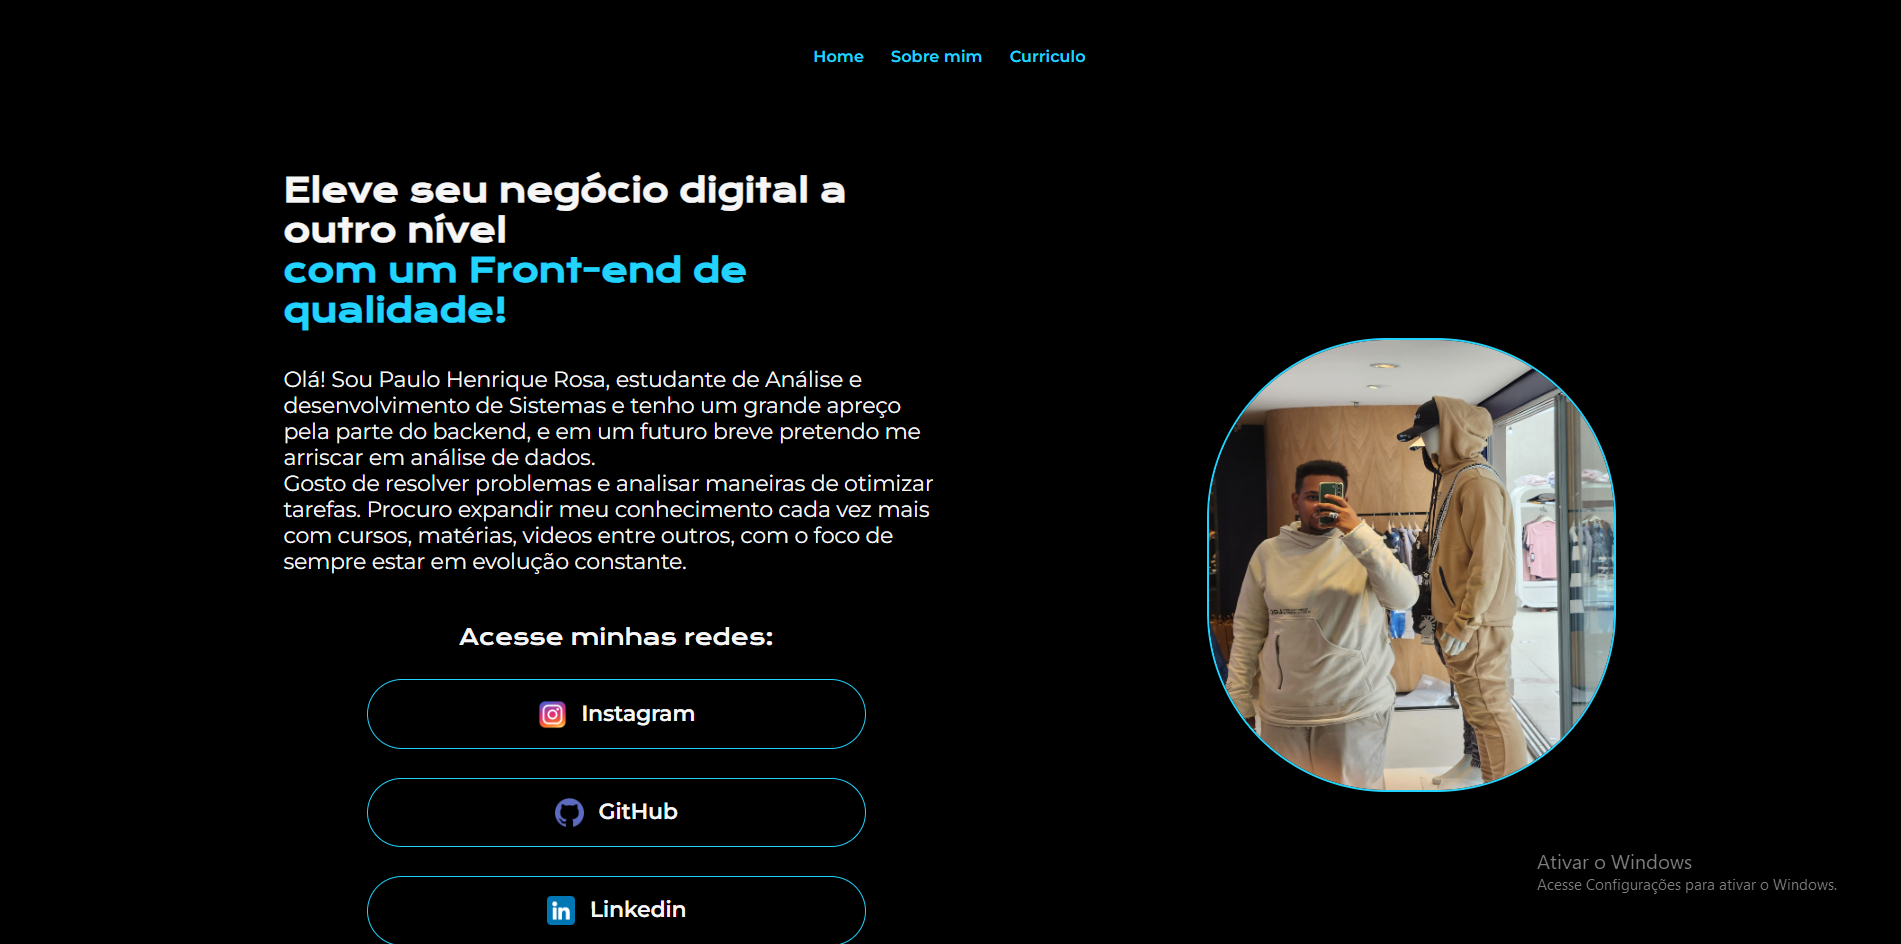 Home Sobre mim Curriculo
Eleve seu negócio digital a
outro nível
com um Front-end de
qualidade!
Olá! Sou Paulo Henrique Rosa, estudante de Análise e
desenvolvimento de Sistemas e tenho um grande apreço
pela parte do backend, e em um futuro breve pretendo me
arriscar em análise de dados.
Gosto de resolver problemas e analisar maneiras de otimizar
tarefas. Procuro expandir meu conhecimento cada vez mais
com cursos, matérias, videos entre outros, com o foco de
sempre estar em evolução constante.
Acesse minhas redes:
Instagram
GitHub
Linkedin
Ativar o Windows
Acesse Configurações para ativar o Windows.